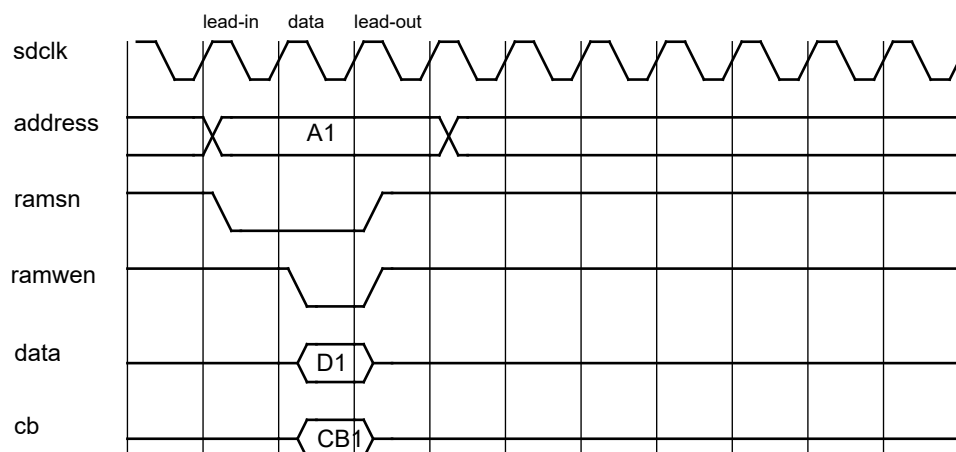 lead-in data lead-out
sdclk
address A1
ramsn
ramwen
data D1
cb CB1